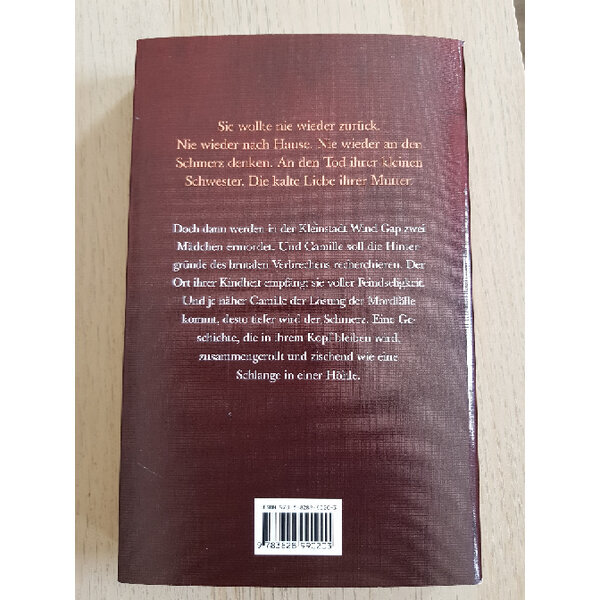 Sie wollte nie wieder zurück.
Nie wieder nach Hause. Nie wieder an den
Schmerz denken. An den Tod ihrer kleinen
Schwester. Die kalte Liebe ihrer Mutter.
Doch dann werden in der Kleinstadt Wind Gap zwei
Mädchen ermordet. Und Camille soll die Hinter-
gründe des brutalen Verbrechens recherchieren. Der
Ort ihrer Kindheit empfängt sie voller Feindseligkeit.
Und je näher Camille der Lösung der Mordfälle
kommt, desto tiefer wird der Schmerz. Eine Ge-
schichte, die in ihrem Kopf bleiben wird,
zusammengerollt und zischend wie eine
Schlange in einer Höhle.
ISBN
9 783828 990203